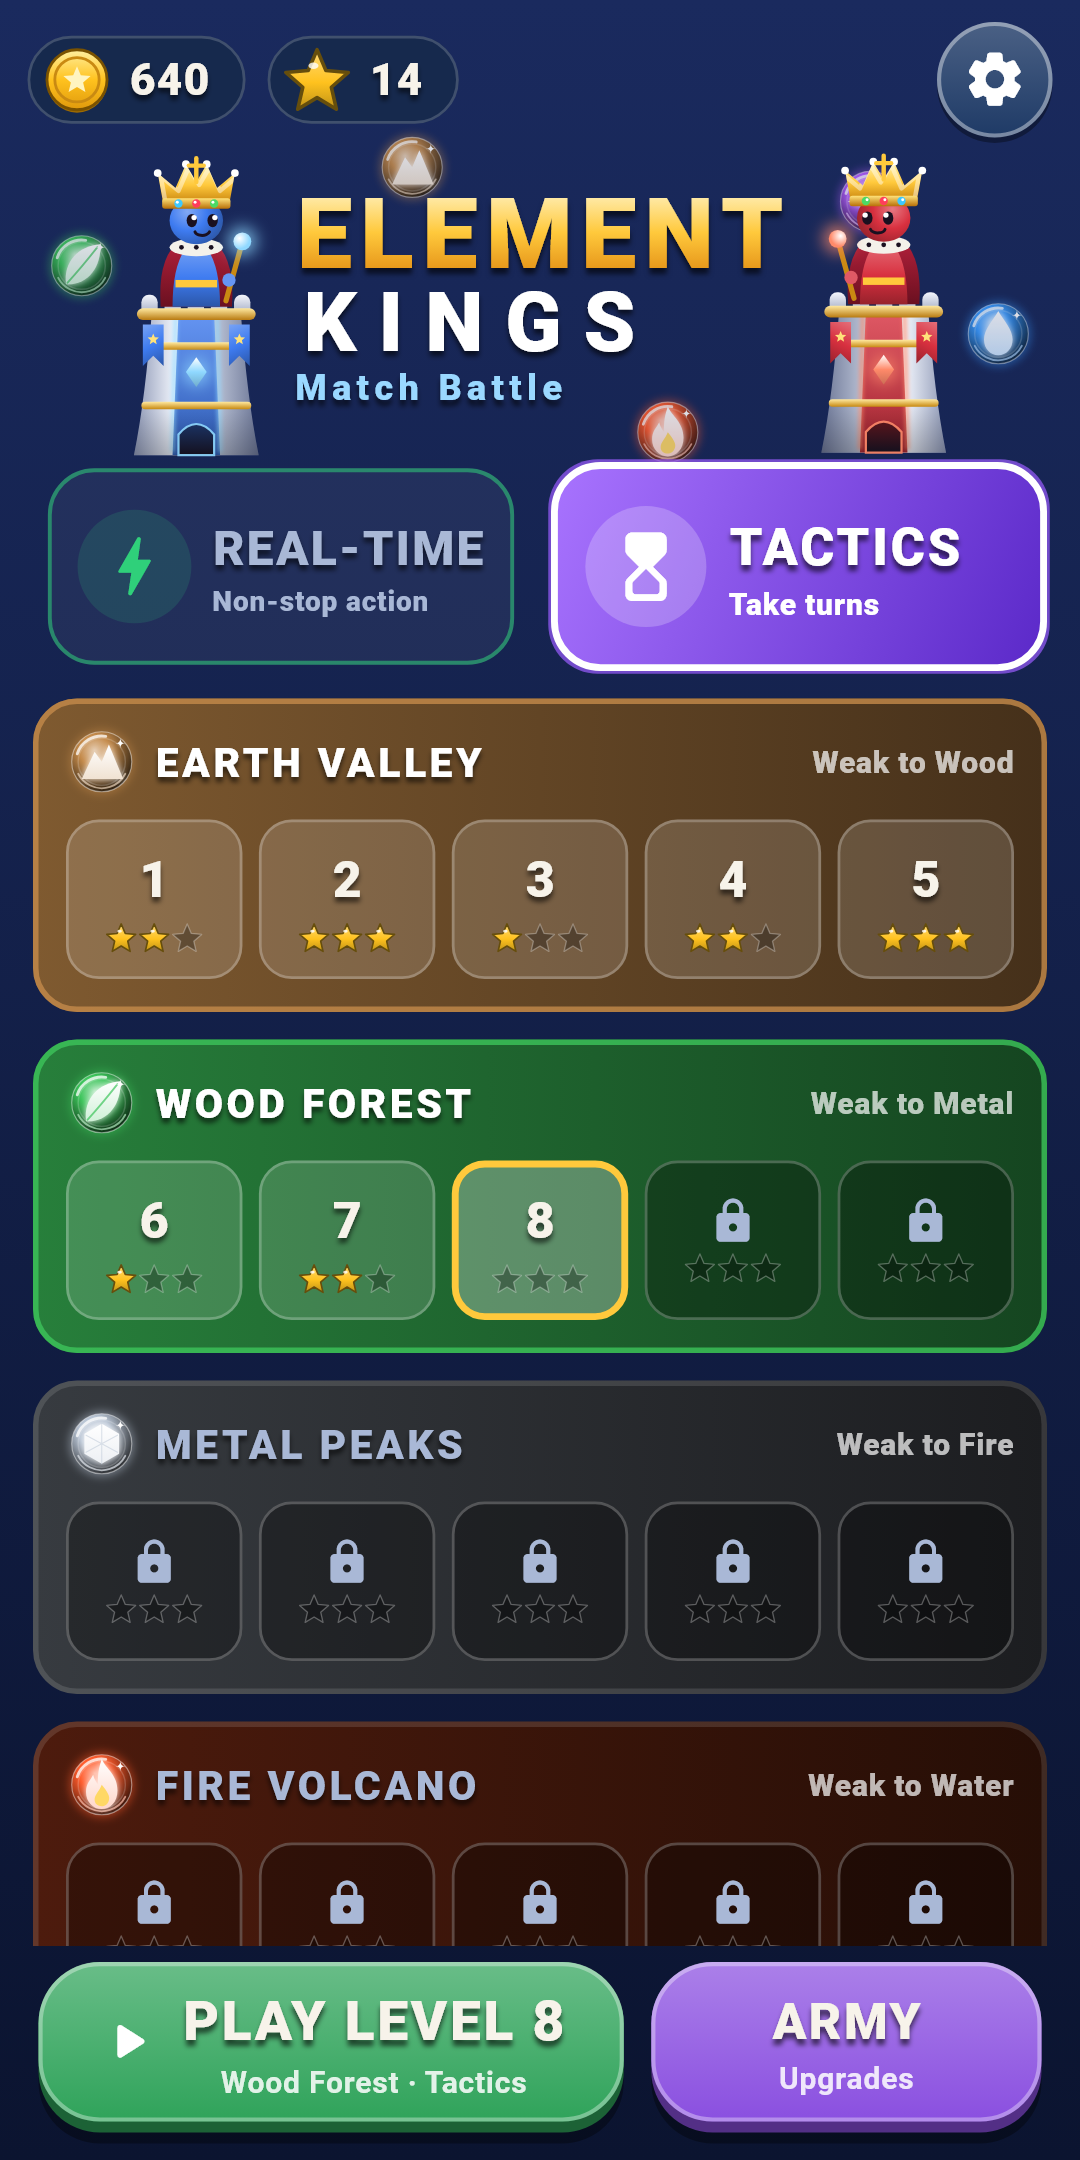 640
14
ELEMENT
KINGS
Match Battle
REAL-TIME
Non-stop action
TACTICS
Take turns
EARTH VALLEY
Weak to Wood
1
2
3
4
5
WOOD FOREST
Weak to Metal
6
7
8
METAL PEAKS
Weak to Fire
FIRE VOLCANO
Weak to Water
PLAY LEVEL 8
Wood Forest · Tactics
ARMY
Upgrades